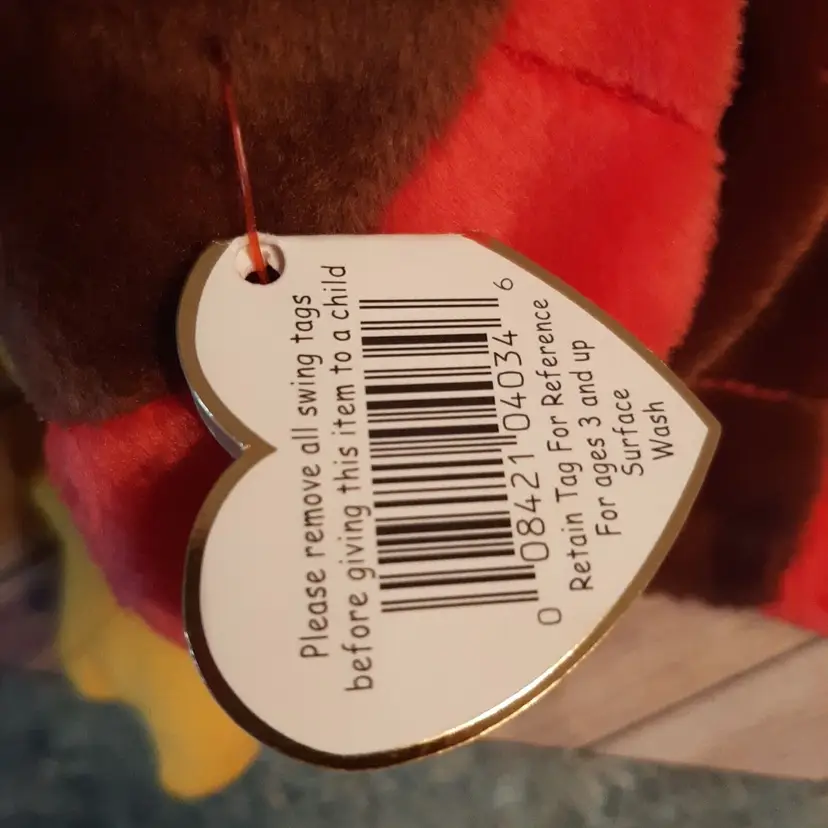 Please remove all swing tags
before giving this item to a child
0 08421 04034 6
Retain Tag For Reference
For ages 3 and up
Surface
Wash